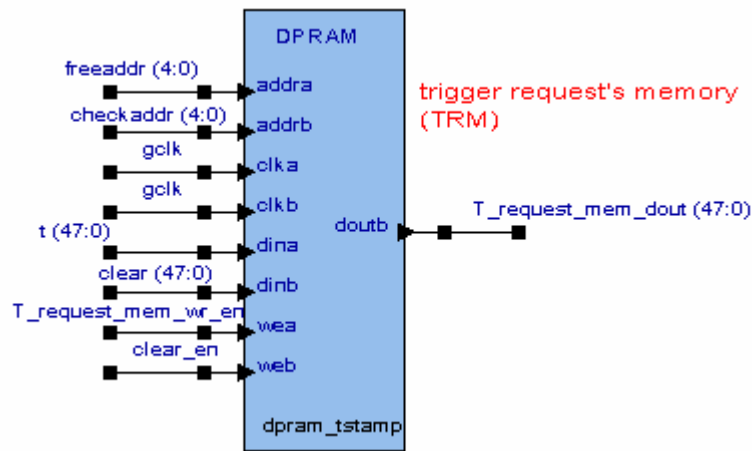 DPRAM
freeaddr (4:0)
addra
trigger request's memory
(TRM)
checkaddr (4:0)
addrb
gclk
clka
gclk
clkb
T_request_mem_dout (47:0)
doutb
t (47:0)
dina
clear (47:0)
dinb
T_request_mem_wr_en
wea
clear_en
web
dpram_tstamp